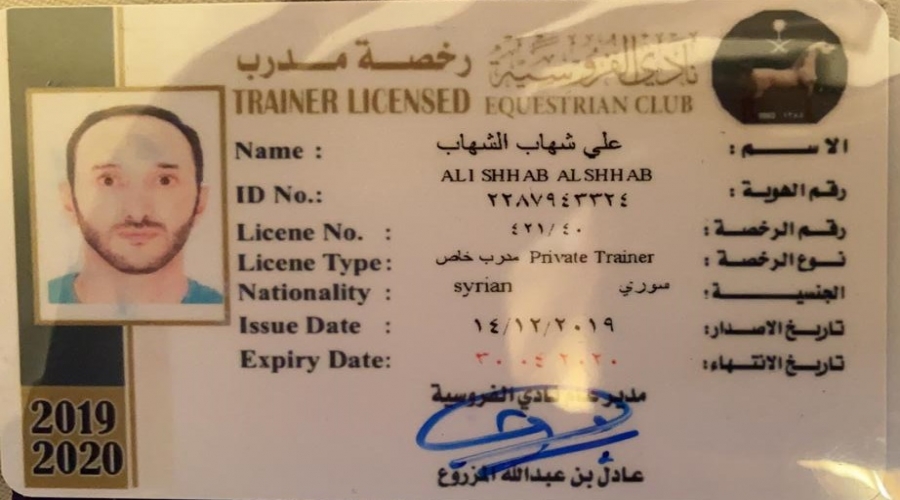 رخصة مدرب
نادي الفروسية
TRAINER LICENSED
EQUESTRIAN CLUB
Name : علي شهاب الشهاب الاسم :
ALI SHHAB ALSHHAB
ID No.: ٢٢٨٧٩٤٣٣٢٤ رقم الهوية :
Licene No. : ٤٢١/٤٠ رقم الرخصة :
Licene Type: مدرب خاص Private Trainer نوع الرخصة :
Nationality : syrian سوري الجنسية :
Issue Date : ١٤/١٢/٢٠١٩ تاريخ الاصدار:
Expiry Date: ٣٠ ٠٤ ٢٠٢٠ تاريخ الانتهاء:
مدير نادي الفروسية
عادل بن عبدالله المزروع
2019
2020